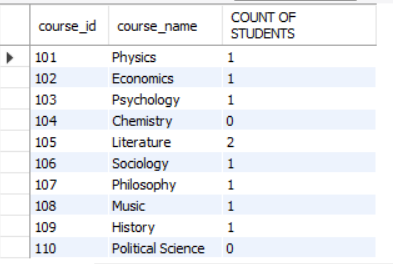 course_id course_name COUNT OF STUDENTS
101 Physics 1
102 Economics 1
103 Psychology 1
104 Chemistry 0
105 Literature 2
106 Sociology 1
107 Philosophy 1
108 Music 1
109 History 1
110 Political Science 0